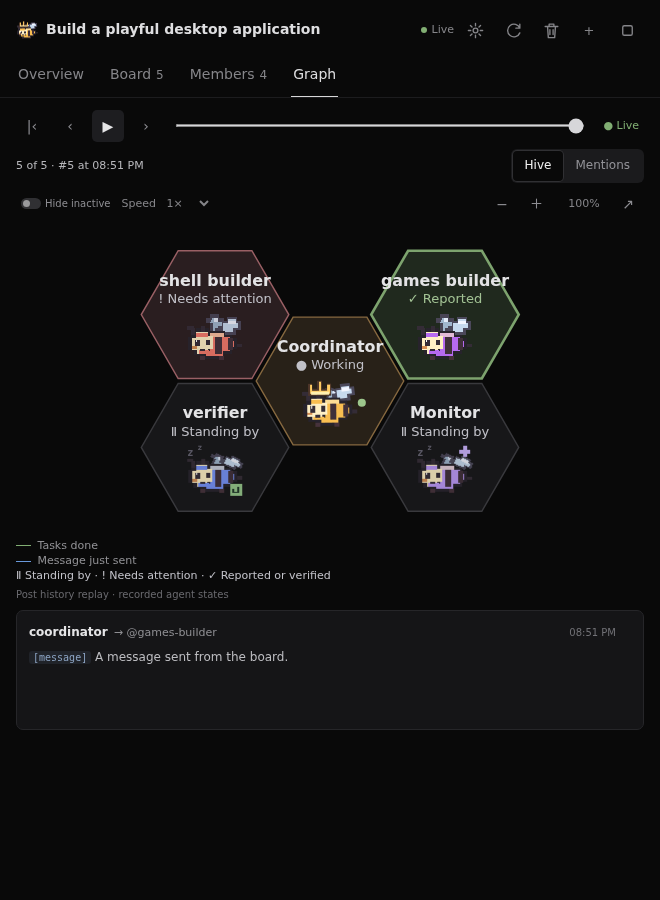 Build a playful desktop application
Live
Overview Board 5 Members 4 Graph
Live
5 of 5 · #5 at 08:51 PM
Hive Mentions
Hide inactive Speed 1×
100%
shell builder
! Needs attention
games builder
✓ Reported
Coordinator
● Working
verifier
Ⅱ Standing by
z z
Monitor
Ⅱ Standing by
z z
Tasks done
Message just sent
Ⅱ Standing by · ! Needs attention · ✓ Reported or verified
Post history replay · recorded agent states
coordinator → @games-builder 08:51 PM
[message] A message sent from the board.